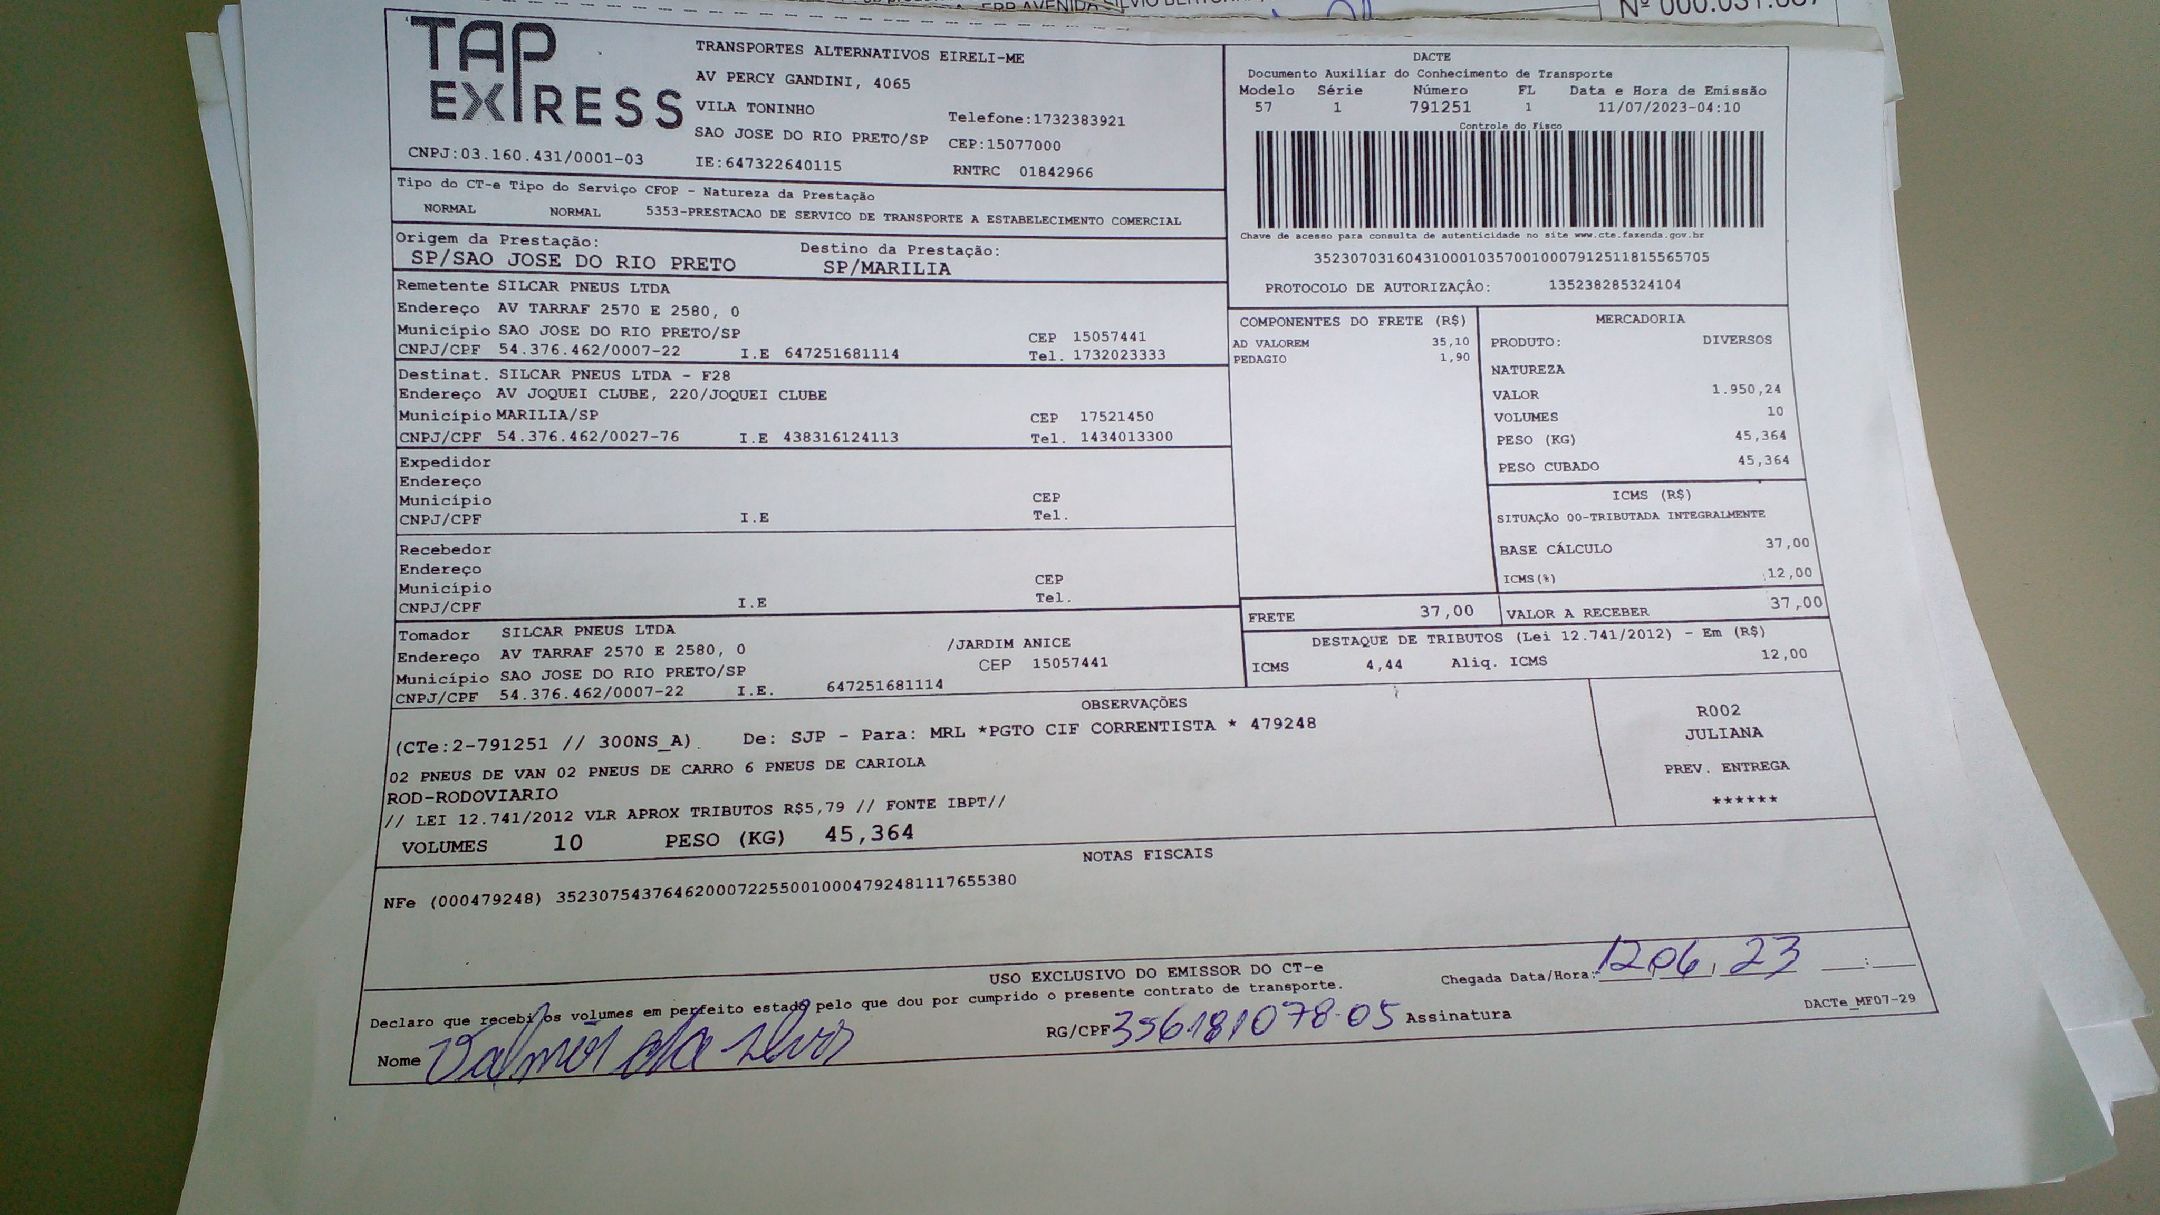 Nº 000.031.087
TAP EXPRESS
TRANSPORTES ALTERNATIVOS EIRELI-ME
AV PERCY GANDINI, 4065
VILA TONINHO
Telefone:1732383921
SAO JOSE DO RIO PRETO/SP CEP:15077000
CNPJ:03.160.431/0001-03 IE:647322640115 RNTRC 01842966
DACTE
Documento Auxiliar do Conhecimento de Transporte
Modelo Série Número FL Data e Hora de Emissão
57 1 791251 1 11/07/2023-04:10
Controle do Fisco
Chave de acesso para consulta de autenticidade no site www.cte.fazenda.gov.br
35230703160431000103570010007912511815565705
PROTOCOLO DE AUTORIZAÇÂO: 135238285324104
Tipo do CT-e Tipo do Serviço CFOP - Natureza da Prestação
NORMAL NORMAL 5353-PRESTACAO DE SERVICO DE TRANSPORTE A ESTABELECIMENTO COMERCIAL
Origem da Prestação: Destino da Prestação:
SP/SAO JOSE DO RIO PRETO SP/MARILIA
Remetente SILCAR PNEUS LTDA
Endereço AV TARRAF 2570 E 2580, 0
Município SAO JOSE DO RIO PRETO/SP CEP 15057441
CNPJ/CPF 54.376.462/0007-22 I.E 647251681114 Tel. 1732023333
Destinat. SILCAR PNEUS LTDA - F28
Endereço AV JOQUEI CLUBE, 220/JOQUEI CLUBE
Município MARILIA/SP CEP 17521450
CNPJ/CPF 54.376.462/0027-76 I.E 438316124113 Tel. 1434013300
Expedidor
Endereço
Município CEP
CNPJ/CPF I.E Tel.
Recebedor
Endereço
Município CEP
CNPJ/CPF I.E Tel.
Tomador SILCAR PNEUS LTDA
Endereço AV TARRAF 2570 E 2580, 0 /JARDIM ANICE
Município SAO JOSE DO RIO PRETO/SP CEP 15057441
CNPJ/CPF 54.376.462/0007-22 I.E. 647251681114
COMPONENTES DO FRETE (R$)
AD VALOREM 35,10
PEDAGIO 1,90
MERCADORIA
PRODUTO: DIVERSOS
NATUREZA
VALOR 1.950,24
VOLUMES 10
PESO (KG) 45,364
PESO CUBADO 45,364
ICMS (R$)
SITUAÇÃO 00-TRIBUTADA INTEGRALMENTE
BASE CÁLCULO 37,00
ICMS(%) 12,00
FRETE 37,00 VALOR A RECEBER 37,00
DESTAQUE DE TRIBUTOS (Lei 12.741/2012) - Em (R$)
ICMS 4,44 Aliq. ICMS 12,00
OBSERVAÇÕES
(CTe:2-791251 // 300NS_A). De: SJP - Para: MRL *PGTO CIF CORRENTISTA * 479248
02 PNEUS DE VAN 02 PNEUS DE CARRO 6 PNEUS DE CARIOLA
ROD-RODOVIARIO
// LEI 12.741/2012 VLR APROX TRIBUTOS R$5,79 // FONTE IBPT//
VOLUMES 10 PESO (KG) 45,364
R002
JULIANA
PREV. ENTREGA
******
NOTAS FISCAIS
NFe (000479248) 35230754376462000722550010004792481117655380
USO EXCLUSIVO DO EMISSOR DO CT-e
Chegada Data/Hora: 12,06,23 :
Declaro que recebi os volumes em perfeito estado pelo que dou por cumprido o presente contrato de transporte.
DACTe_MF07-29
Nome Valmir da Silva RG/CPF 356181078-05 Assinatura